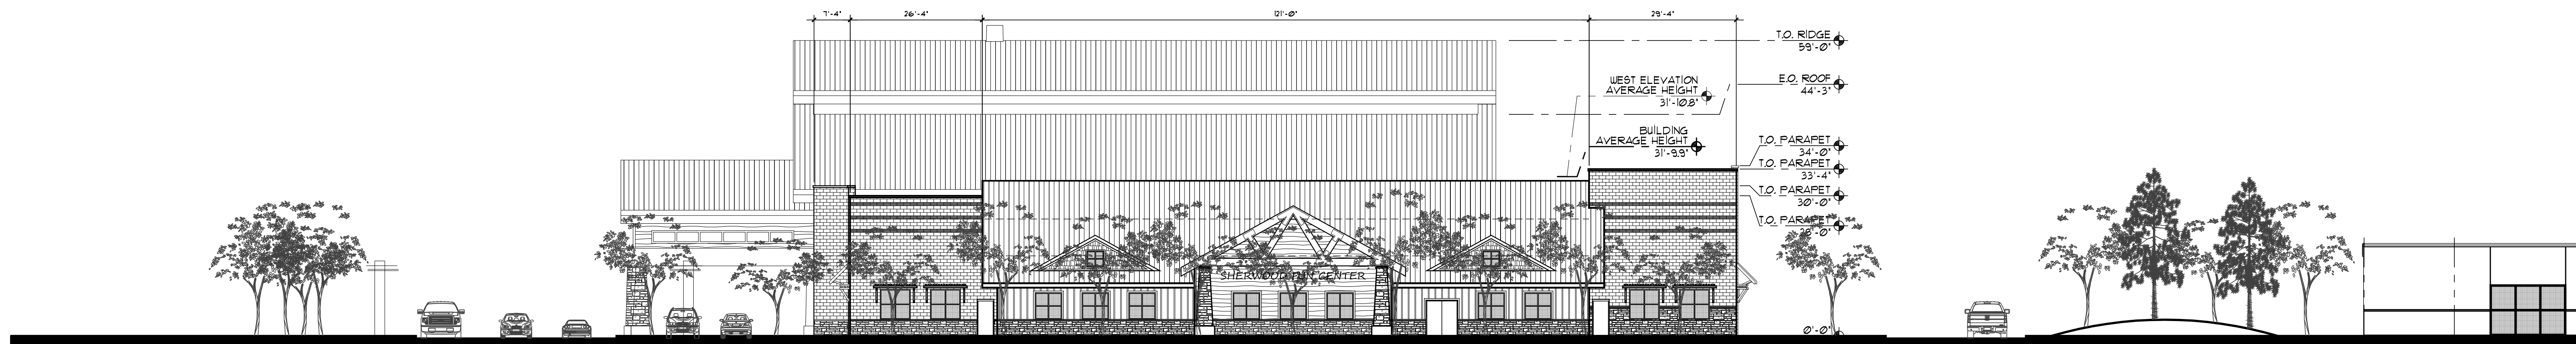 7'-4"
26'-4"
121'-0"
29'-4"
T.O. RIDGE
59'-0"
WEST ELEVATION
AVERAGE HEIGHT
31'-10.8"
E.O. ROOF
44'-3"
BUILDING
AVERAGE HEIGHT
31'-9.9"
T.O. PARAPET
34'-0"
T.O. PARAPET
33'-4"
T.O. PARAPET
30'-0"
T.O. PARAPET
SHERWOOD FUN CENTER
0'-0"